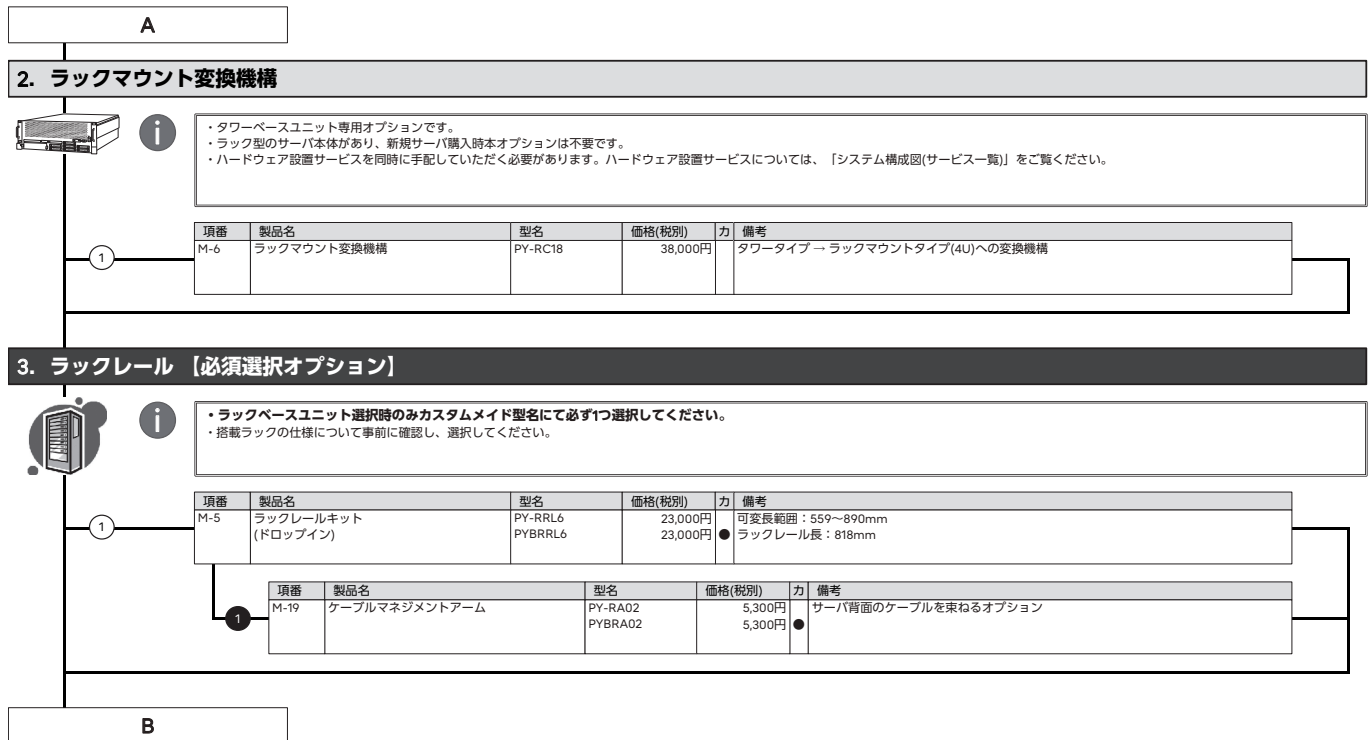 A
2. ラックマウント変換機構
i
・タワーベースユニット専用オプションです。
・ラック型のサーバ本体があり、新規サーバ購入時本オプションは不要です。
・ハードウェア設置サービスを同時に手配していただく必要があります。ハードウェア設置サービスについては、「システム構成図(サービス一覧)」をご覧ください。
項番 製品名 型名 価格(税別) カ 備考
1 M-6 ラックマウント変換機構 PY-RC18 38,000円 タワータイプ → ラックマウントタイプ(4U)への変換機構
3. ラックレール 【必須選択オプション】
i
・ラックベースユニット選択時のみカスタムメイド型名にて必ず1つ選択してください。
・搭載ラックの仕様について事前に確認し、選択してください。
項番 製品名 型名 価格(税別) カ 備考
1 M-5 ラックレールキット PY-RRL6 23,000円 可変長範囲：559～890mm
(ドロップイン) PYBRRL6 23,000円 ● ラックレール長：818mm
項番 製品名 型名 価格(税別) カ 備考
1 M-19 ケーブルマネジメントアーム PY-RA02 5,300円 サーバ背面のケーブルを束ねるオプション
PYBRA02 5,300円 ●
B